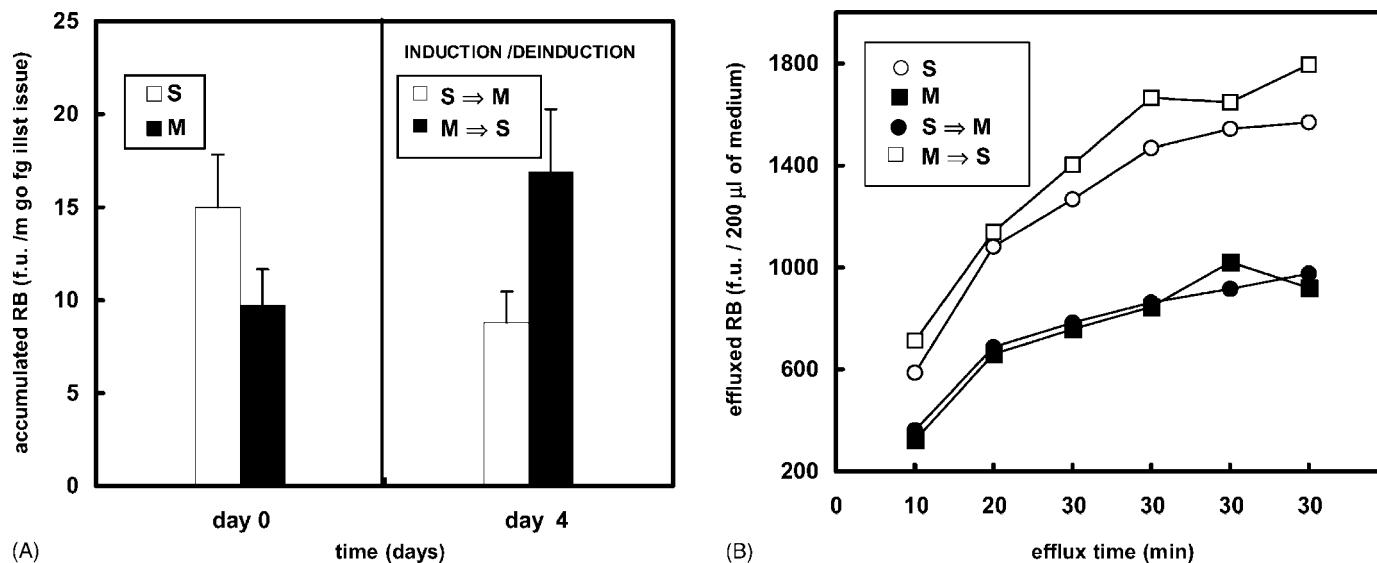 25
20
15
10
5
0
accumulated RB (f.u. /m go fg illst issue)
S
M
INDUCTION /DEINDUCTION
S ⇒ M
M ⇒ S
day 0
day 4
time (days)
(A)
1800
1400
1000
600
200
effluxed RB (f.u. / 200 µl of medium)
S
M
S ⇒ M
M ⇒ S
0
10
20
30
30
30
30
efflux time (min)
(B)